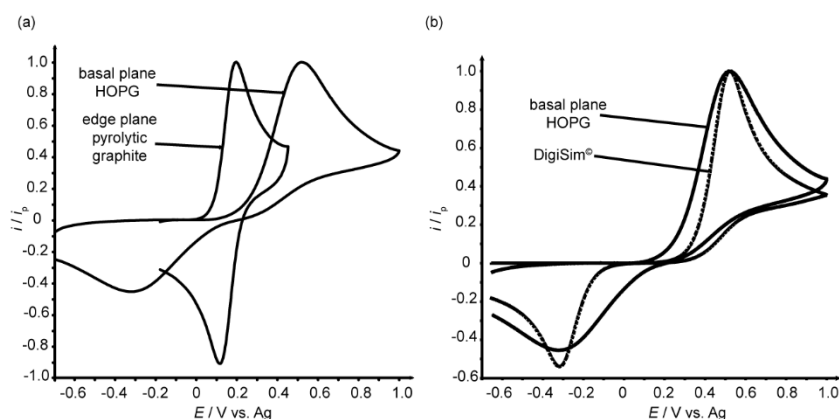 (a)
1.0
0.8
0.6
0.4
0.2
0
-0.2
-0.4
-0.6
-0.8
-1.0
i / ip
basal plane
HOPG
edge plane
pyrolytic
graphite
-0.6 -0.4 -0.2 0 0.2 0.4 0.6 0.8 1.0
E / V vs. Ag
(b)
1.0
0.8
0.6
0.4
0.2
0
-0.2
-0.4
-0.6
i / ip
basal plane
HOPG
DigiSim©
-0.6 -0.4 -0.2 0 0.2 0.4 0.6 0.8 1.0
E / V vs. Ag